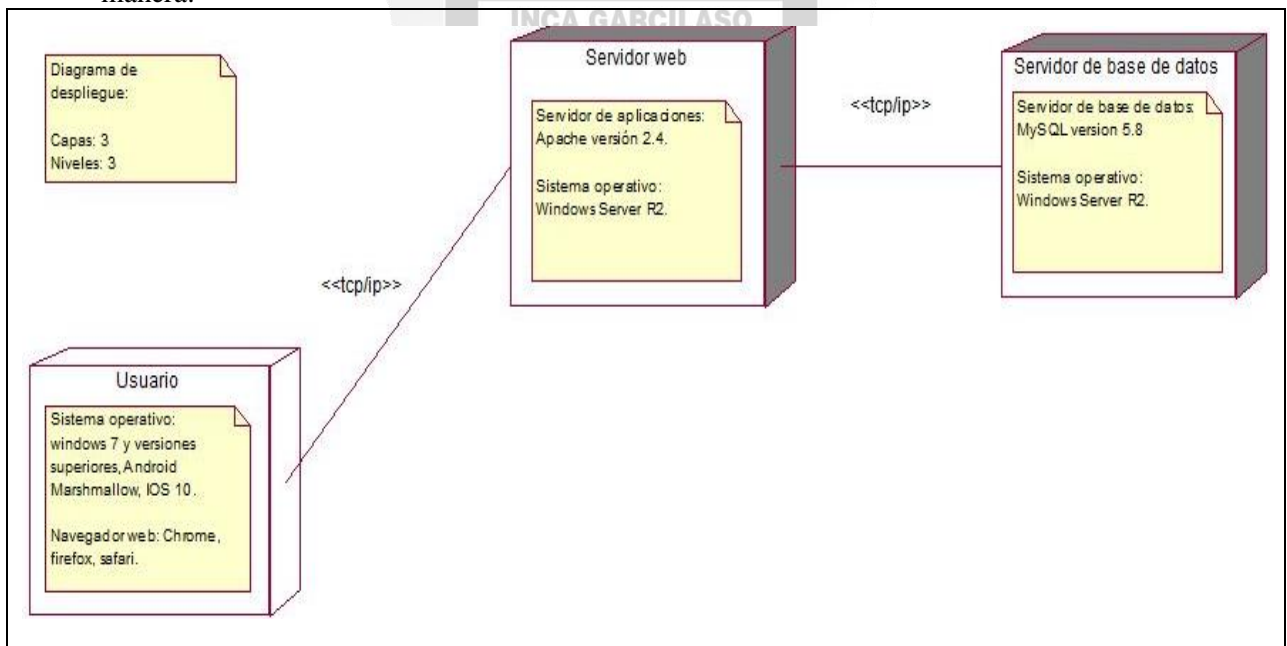 manera:
INCA GARCILASO
Diagrama de
despliegue:
Capas: 3
Niveles: 3
Servidor web
Servidor de aplicaciones:
Apache versión 2.4.
Sistema operativo:
Windows Server R2.
<<tcp/ip>>
Servidor de base de datos
Servidor de base de datos:
MySQL version 5.8
Sistema operativo:
Windows Server R2.
<<tcp/ip>>
Usuario
Sistema operativo:
windows 7 y versiones
superiores, Android
Marshmallow, IOS 10.
Navegador web: Chrome,
firefox, safari.